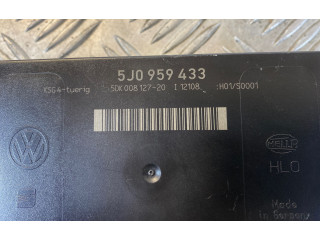 5J0 959 433
KSG4-tuerig 5DK 008 127-20 I 12108 H01/S0001
HELLA
HLO
Made
in Germany